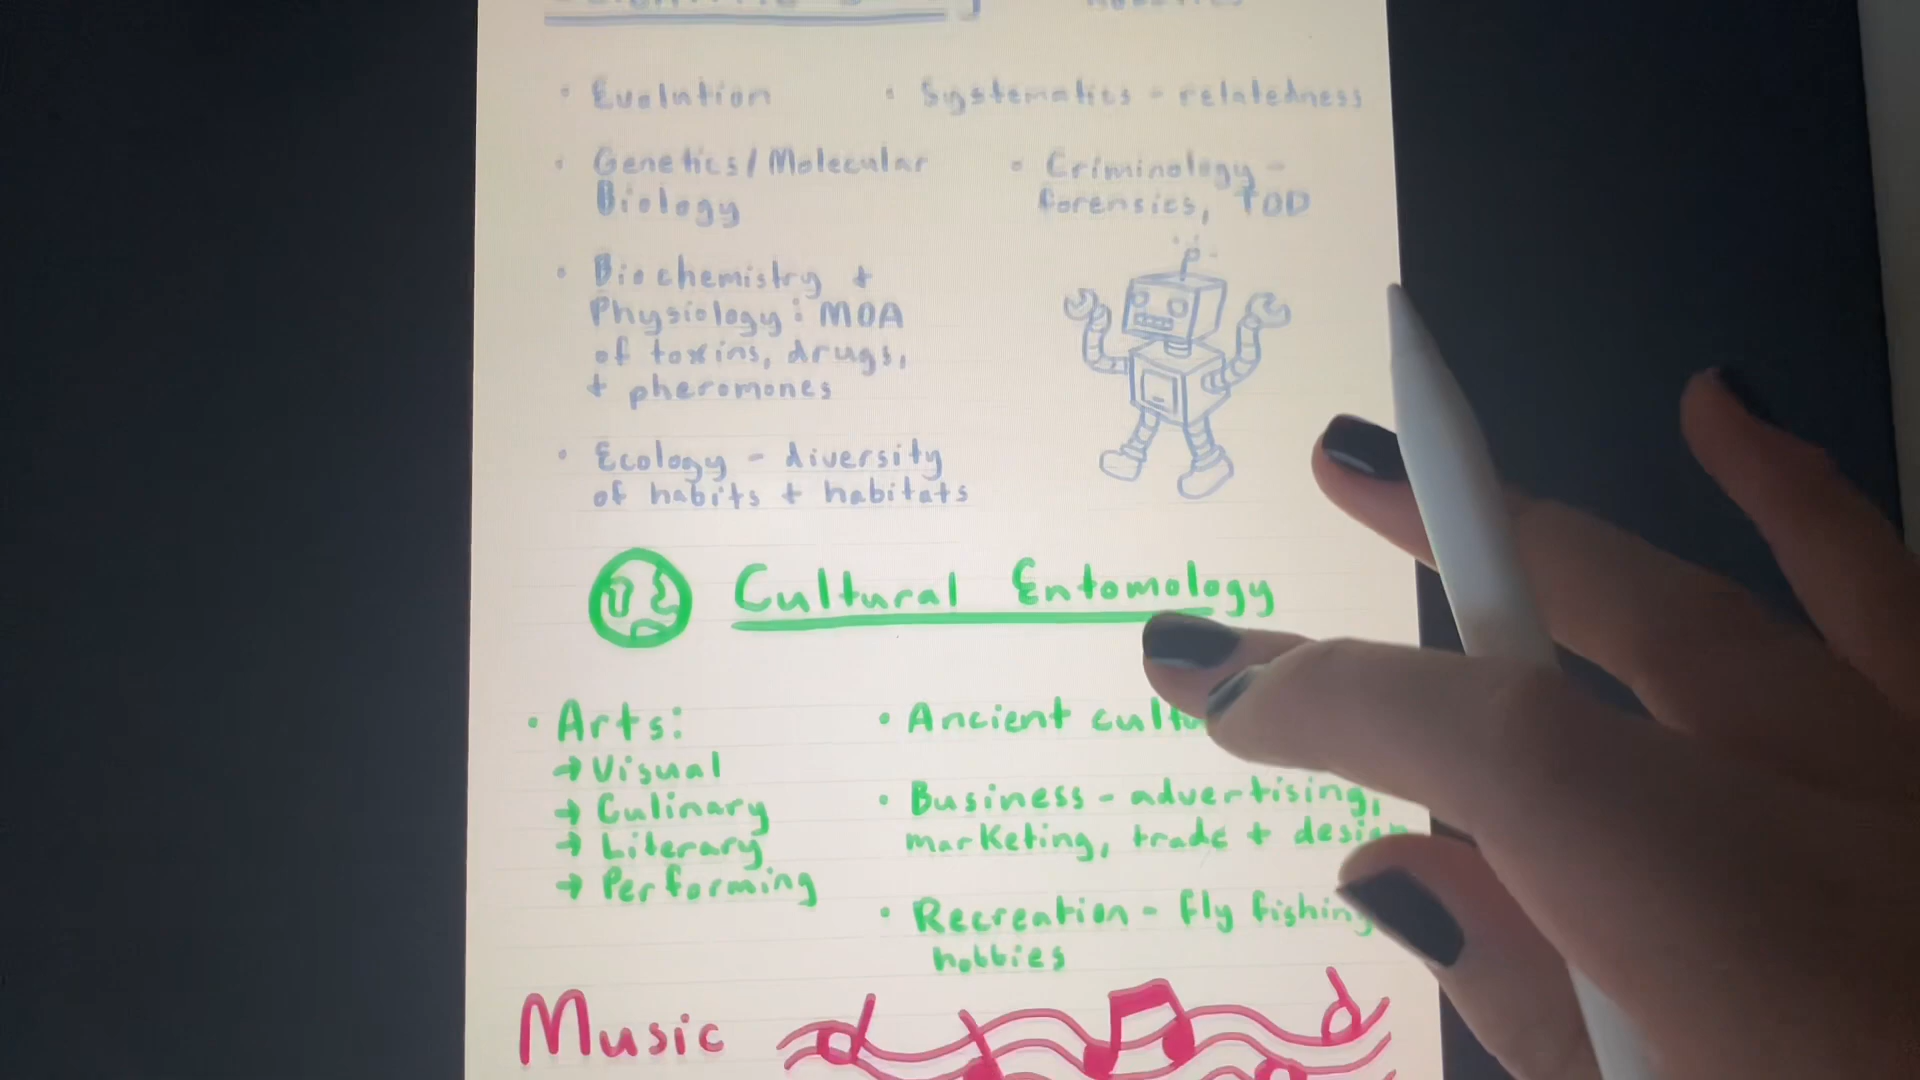 • Evolution
• Genetics/Molecular
Biology
• Biochemistry +
Physiology: MOA
of toxins, drugs,
+ pheromones
• Ecology - diversity
of habits + habitats
• Systematics - relatedness
• Criminology -
forensics, TOD
Cultural Entomology
• Arts:
→ Visual
→ Culinary
→ Literary
→ Performing
• Ancient
• Business - advertising,
marketing, trade + design
• Recreation - fly fishing
hobbies
Music